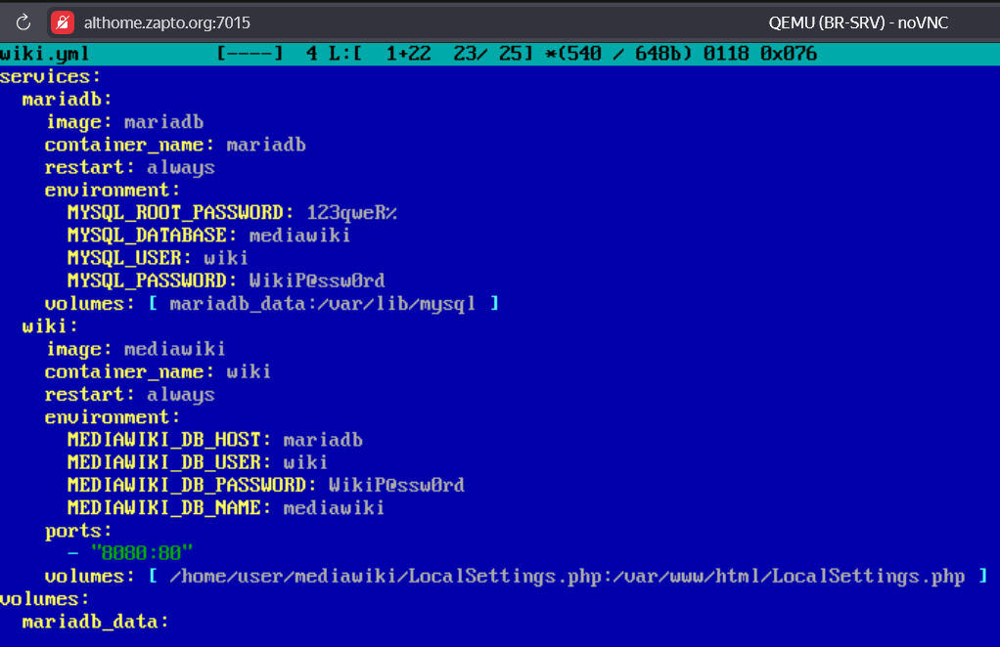 althome.zapto.org:7015 QEMU (BR-SRV) - noVNC
wiki.yml [----] 4 L:[ 1+22 23/ 25] *(540 / 648b) 0118 0x076
services:
  mariadb:
    image: mariadb
    container_name: mariadb
    restart: always
    environment:
      MYSQL_ROOT_PASSWORD: 123qweR%
      MYSQL_DATABASE: mediawiki
      MYSQL_USER: wiki
      MYSQL_PASSWORD: WikiP@ssw0rd
    volumes: [ mariadb_data:/var/lib/mysql ]
  wiki:
    image: mediawiki
    container_name: wiki
    restart: always
    environment:
      MEDIAWIKI_DB_HOST: mariadb
      MEDIAWIKI_DB_USER: wiki
      MEDIAWIKI_DB_PASSWORD: WikiP@ssw0rd
      MEDIAWIKI_DB_NAME: mediawiki
    ports:
      - "8080:80"
    volumes: [ /home/user/mediawiki/LocalSettings.php:/var/www/html/LocalSettings.php ]
volumes:
  mariadb_data: